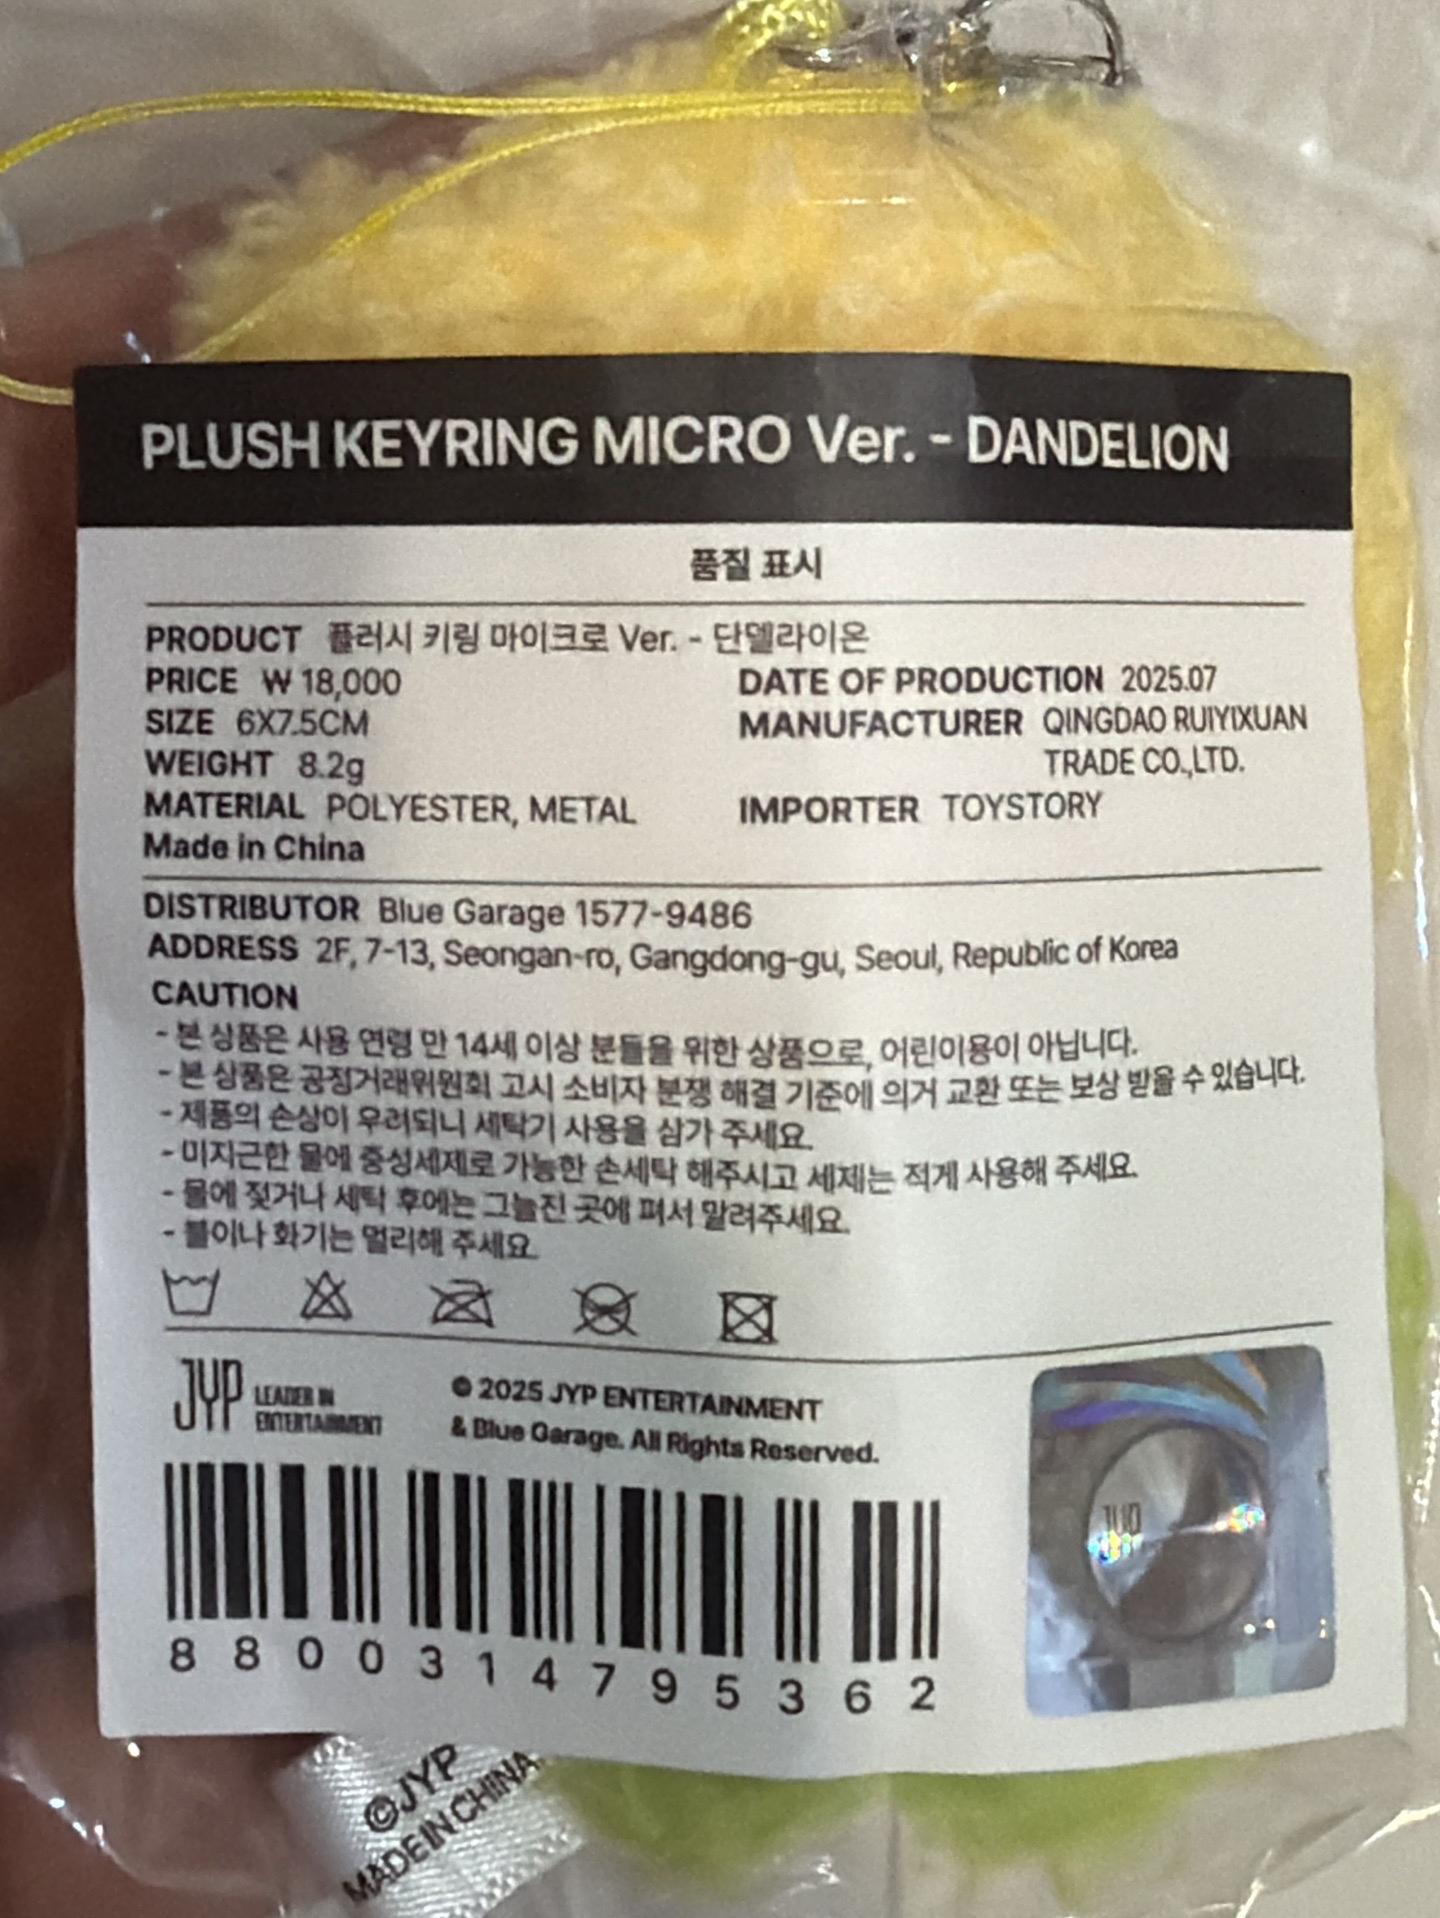 PLUSH KEYRING MICRO Ver. - DANDELION
품질 표시
PRODUCT 플러시 키링 마이크로 Ver. - 단델라이온
PRICE ₩ 18,000
DATE OF PRODUCTION 2025.07
SIZE 6X7.5CM
MANUFACTURER QINGDAO RUIYIXUAN
TRADE CO.,LTD.
WEIGHT 8.2g
MATERIAL POLYESTER, METAL
IMPORTER TOYSTORY
Made in China
DISTRIBUTOR Blue Garage 1577-9486
ADDRESS 2F, 7-13, Seongan-ro, Gangdong-gu, Seoul, Republic of Korea
CAUTION
- 본 상품은 사용 연령 만 14세 이상 분들을 위한 상품으로, 어린이용이 아닙니다.
- 본 상품은 공정거래위원회 고시 소비자 분쟁 해결 기준에 의거 교환 또는 보상 받을 수 있습니다.
- 제품의 손상이 우려되니 세탁기 사용을 삼가 주세요.
- 미지근한 물에 중성세제로 가능한 손세탁 해주시고 세제는 적게 사용해 주세요.
- 물에 젖거나 세탁 후에는 그늘진 곳에 펴서 말려주세요.
- 불이나 화기는 멀리해 주세요.
JYP LEADER IN
ENTERTAINMENT
© 2025 JYP ENTERTAINMENT
& Blue Garage. All Rights Reserved.
JYP
8800314795362
©JYP
MADE IN CHINA